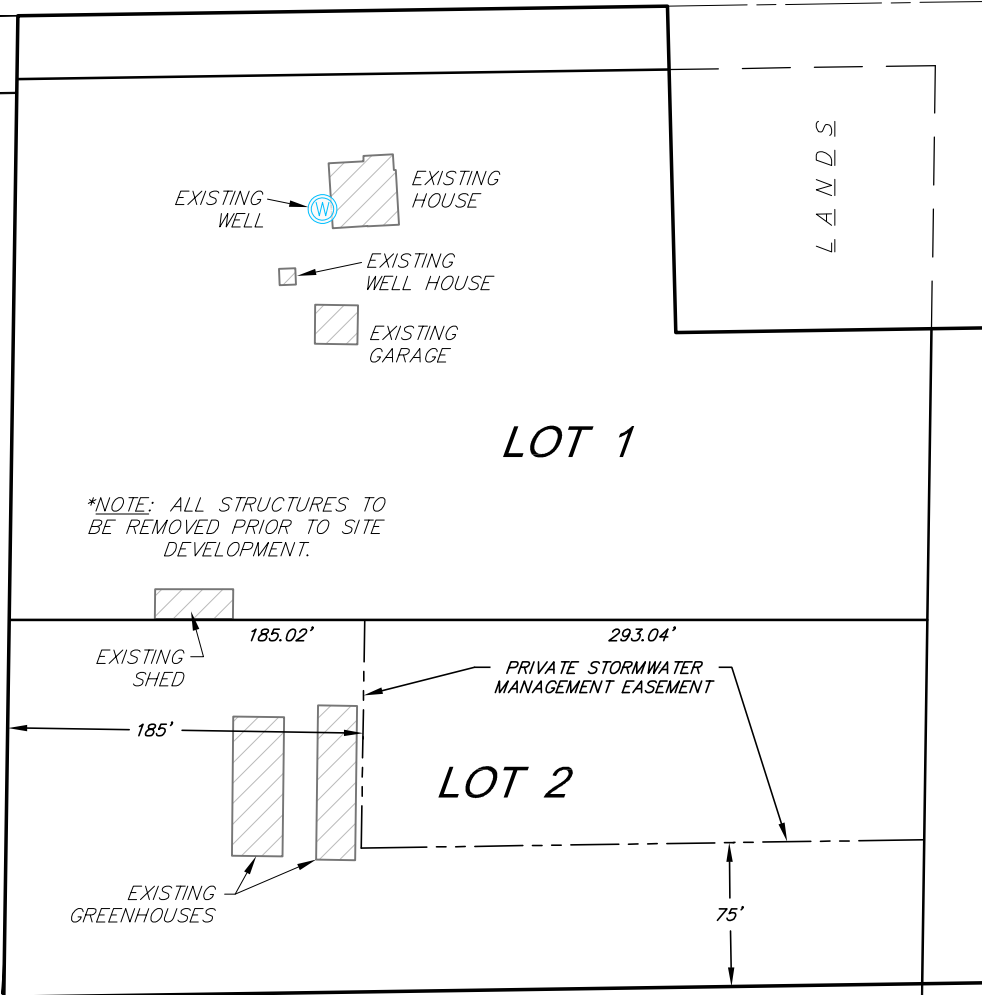 LANDS
EXISTING
WELL
W
EXISTING
HOUSE
EXISTING
WELL HOUSE
EXISTING
GARAGE
LOT 1
*NOTE: ALL STRUCTURES TO
BE REMOVED PRIOR TO SITE
DEVELOPMENT.
185.02'
293.04'
EXISTING
SHED
PRIVATE STORMWATER
MANAGEMENT EASEMENT
185'
LOT 2
EXISTING
GREENHOUSES
75'